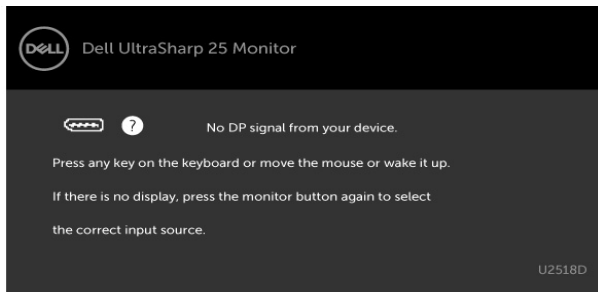 DELL Dell UltraSharp 25 Monitor
? No DP signal from your device.
Press any key on the keyboard or move the mouse or wake it up.
If there is no display, press the monitor button again to select
the correct input source.
U2518D